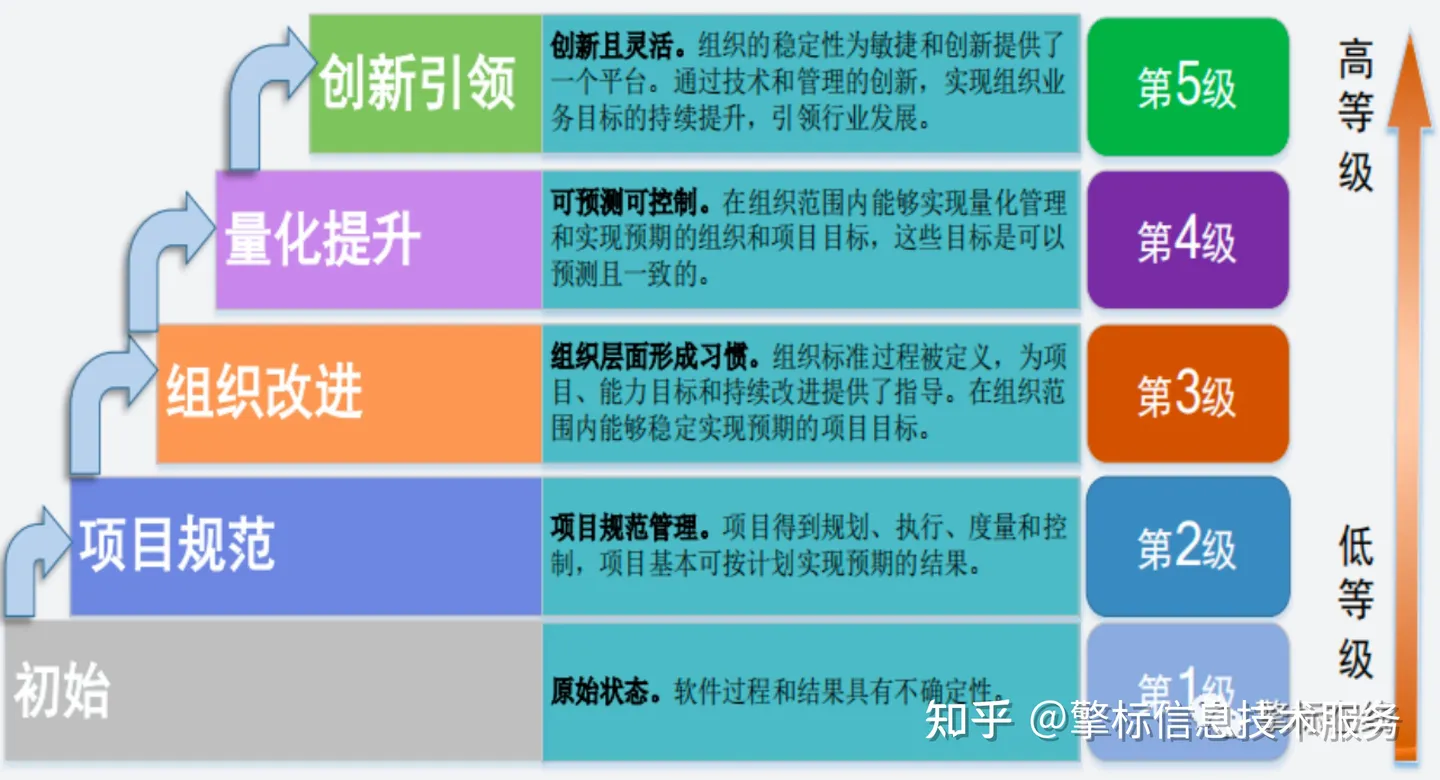 创新引领
创新且灵活。组织的稳定性为敏捷和创新提供了
一个平台。通过技术和管理的创新，实现组织业
务目标的持续提升，引领行业发展。
第5级
高
等
级
量化提升
可预测可控制。在组织范围内能够实现量化管理
和实现预期的组织和项目目标，这些目标是可以
预测且一致的。
第4级
组织改进
组织层面形成习惯。组织标准过程被定义，为项
目、能力目标和持续改进提供了指导。在组织范
围内能够稳定实现预期的项目目标。
第3级
项目规范
项目规范管理。项目得到规划、执行、度量和控
制，项目基本可按计划实现预期的结果。
第2级
低
等
级
初始
原始状态。软件过程和结果具有不确定性。
第1级
知乎 @擎标信息技术服务